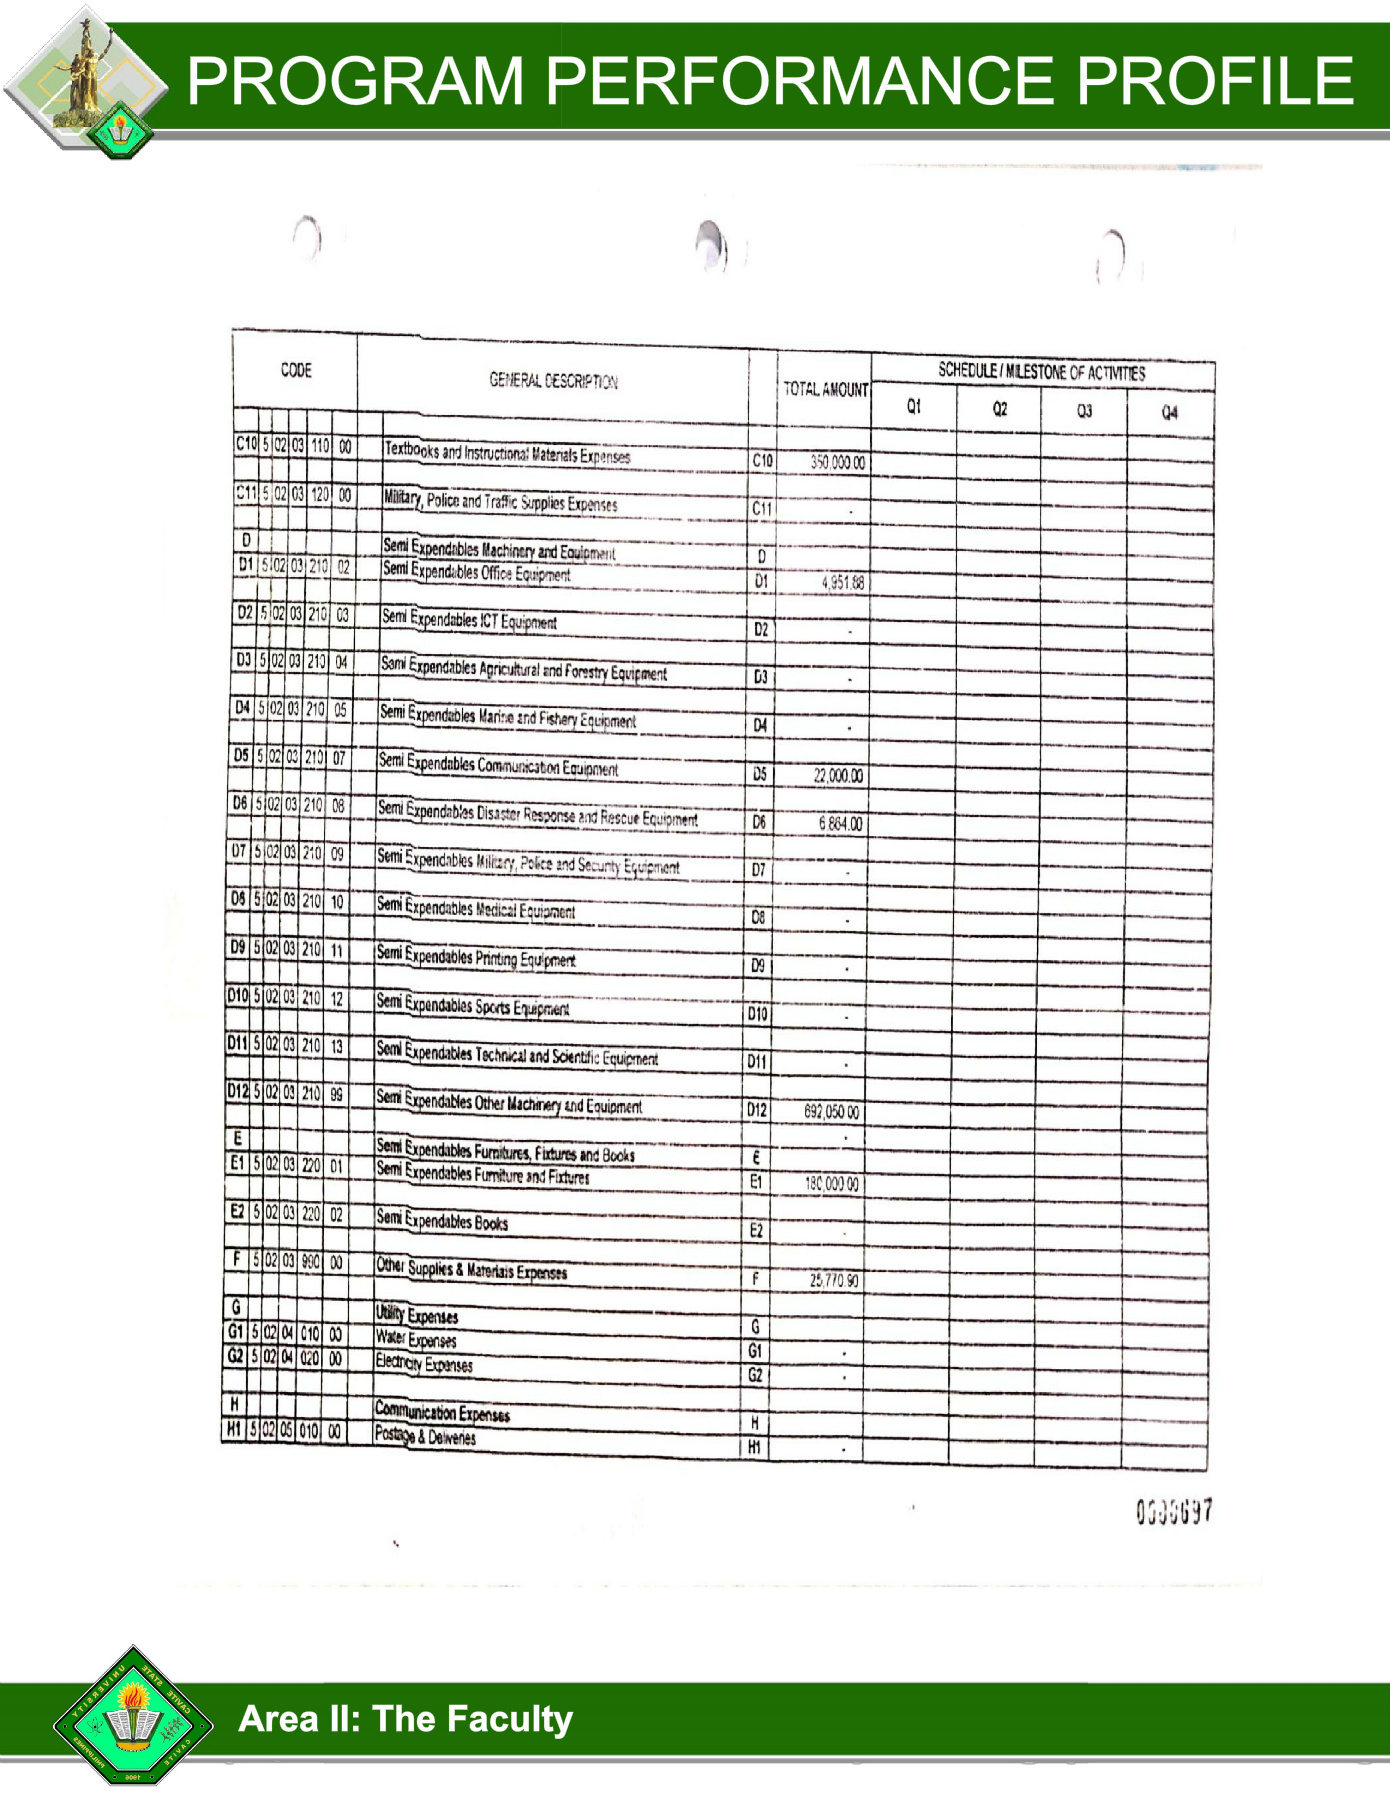 PROGRAM PERFORMANCE PROFILE
CODE GENERAL DESCRIPTION TOTAL AMOUNT SCHEDULE / MILESTONE OF ACTIVITIES
Q1 Q2 Q3 Q4
C10 5 02 03 110 00 Textbooks and Instructional Materials Expenses C10 350,000.00
C11 5 02 03 120 00 Military, Police and Traffic Supplies Expenses C11 -
D Semi Expendables Machinery and Equipment D
D1 5 02 03 210 02 Semi Expendables Office Equipment D1 4,951.88
D2 5 02 03 210 03 Semi Expendables ICT Equipment D2 -
D3 5 02 03 210 04 Semi Expendables Agricultural and Forestry Equipment D3 -
D4 5 02 03 210 05 Semi Expendables Marine and Fishery Equipment D4 -
D5 5 02 03 210 07 Semi Expendables Communication Equipment D5 22,000.00
D6 5 02 03 210 08 Semi Expendables Disaster Response and Rescue Equipment D6 6,864.00
D7 5 02 03 210 09 Semi Expendables Military, Police and Security Equipment D7 -
D8 5 02 03 210 10 Semi Expendables Medical Equipment D8 -
D9 5 02 03 210 11 Semi Expendables Printing Equipment D9 -
D10 5 02 03 210 12 Semi Expendables Sports Equipment D10 -
D11 5 02 03 210 13 Semi Expendables Technical and Scientific Equipment D11 -
D12 5 02 03 210 99 Semi Expendables Other Machinery and Equipment D12 692,050.00
-
E Semi Expendables Furnitures, Fixtures and Books E
E1 5 02 03 220 01 Semi Expendables Furniture and Fixtures E1 180,000.00
E2 5 02 03 220 02 Semi Expendables Books E2 -
F 5 02 03 990 00 Other Supplies & Materials Expenses F 25,770.90
G Utility Expenses G
G1 5 02 04 010 00 Water Expenses G1 -
G2 5 02 04 020 00 Electricity Expenses G2 -
H Communication Expenses H
H1 5 02 05 010 00 Postage & Deliveries H1 -
CAVITE STATE UNIVERSITY
CAVITE PHILIPPINES
1906
Area II: The Faculty